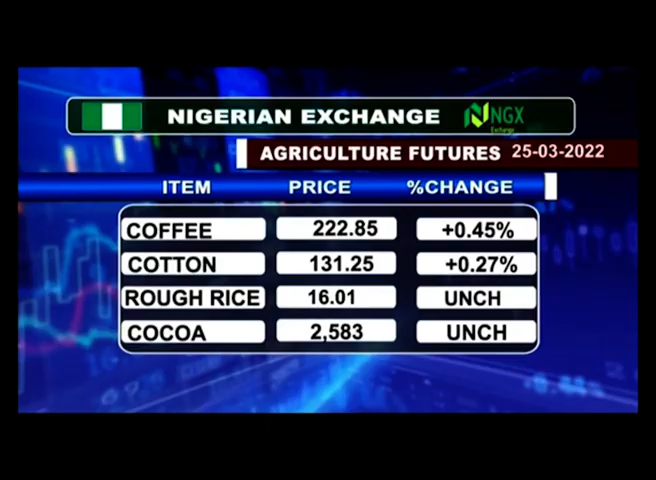 NIGERIAN EXCHANGE NGX
Exchange
AGRICULTURE FUTURES 25-03-2022
ITEM PRICE %CHANGE
COFFEE 222.85 +0.45%
COTTON 131.25 +0.27%
ROUGH RICE 16.01 UNCH
COCOA 2,583 UNCH